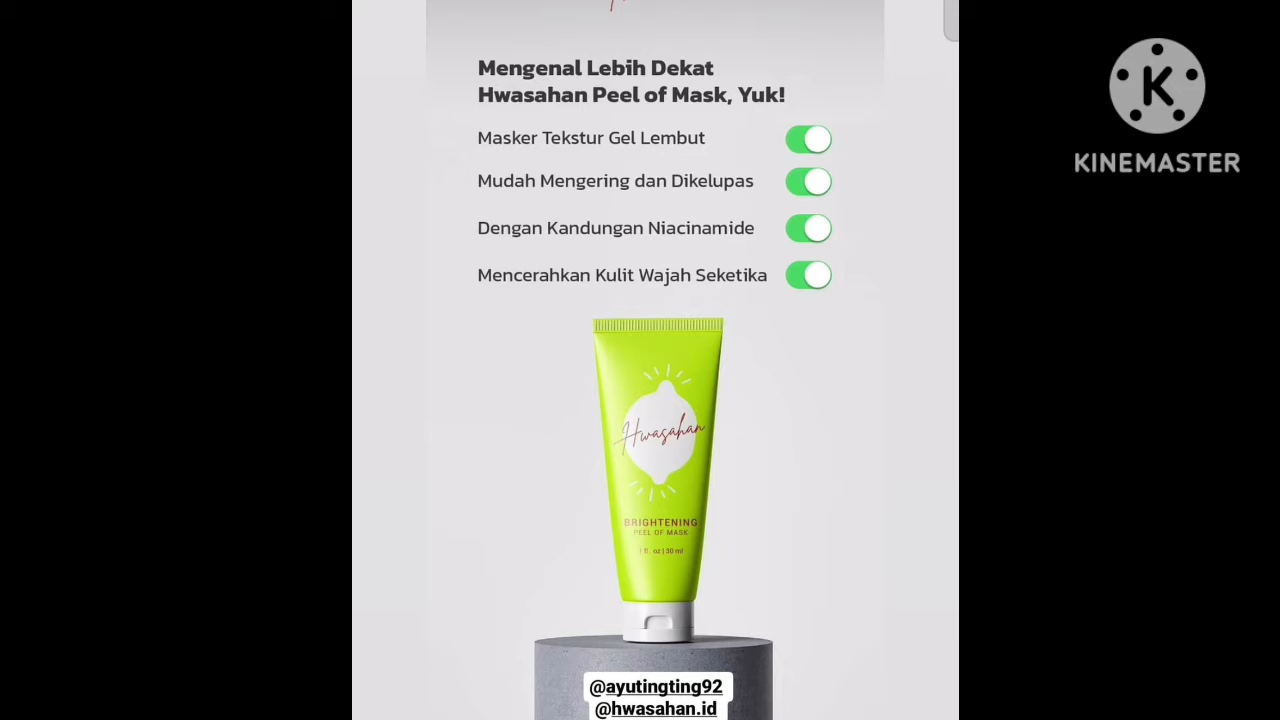 Mengenal Lebih Dekat
Hwasahan Peel of Mask, Yuk!
Masker Tekstur Gel Lembut
Mudah Mengering dan Dikelupas
Dengan Kandungan Niacinamide
Mencerahkan Kulit Wajah Seketika
K
KINEMASTER
Hwasahan
BRIGHTENING
PEEL OF MASK
1 fl. oz | 30 ml
@ayutingting92
@hwasahan.id